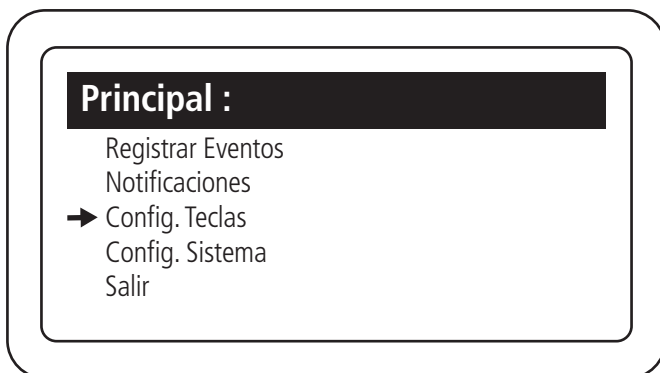 Principal :
Registrar Eventos
Notificaciones
Config. Teclas
Config. Sistema
Salir